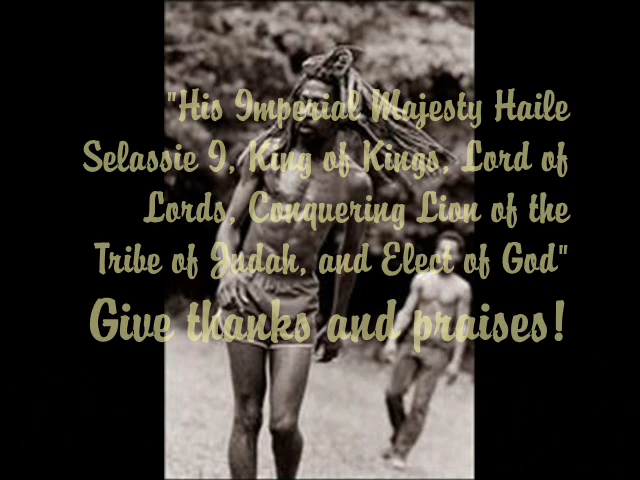 "His Imperial Majesty Haile
Selassie I, King of Kings, Lord of
Lords, Conquering Lion of the
Tribe of Judah, and Elect of God"
Give thanks and praises!